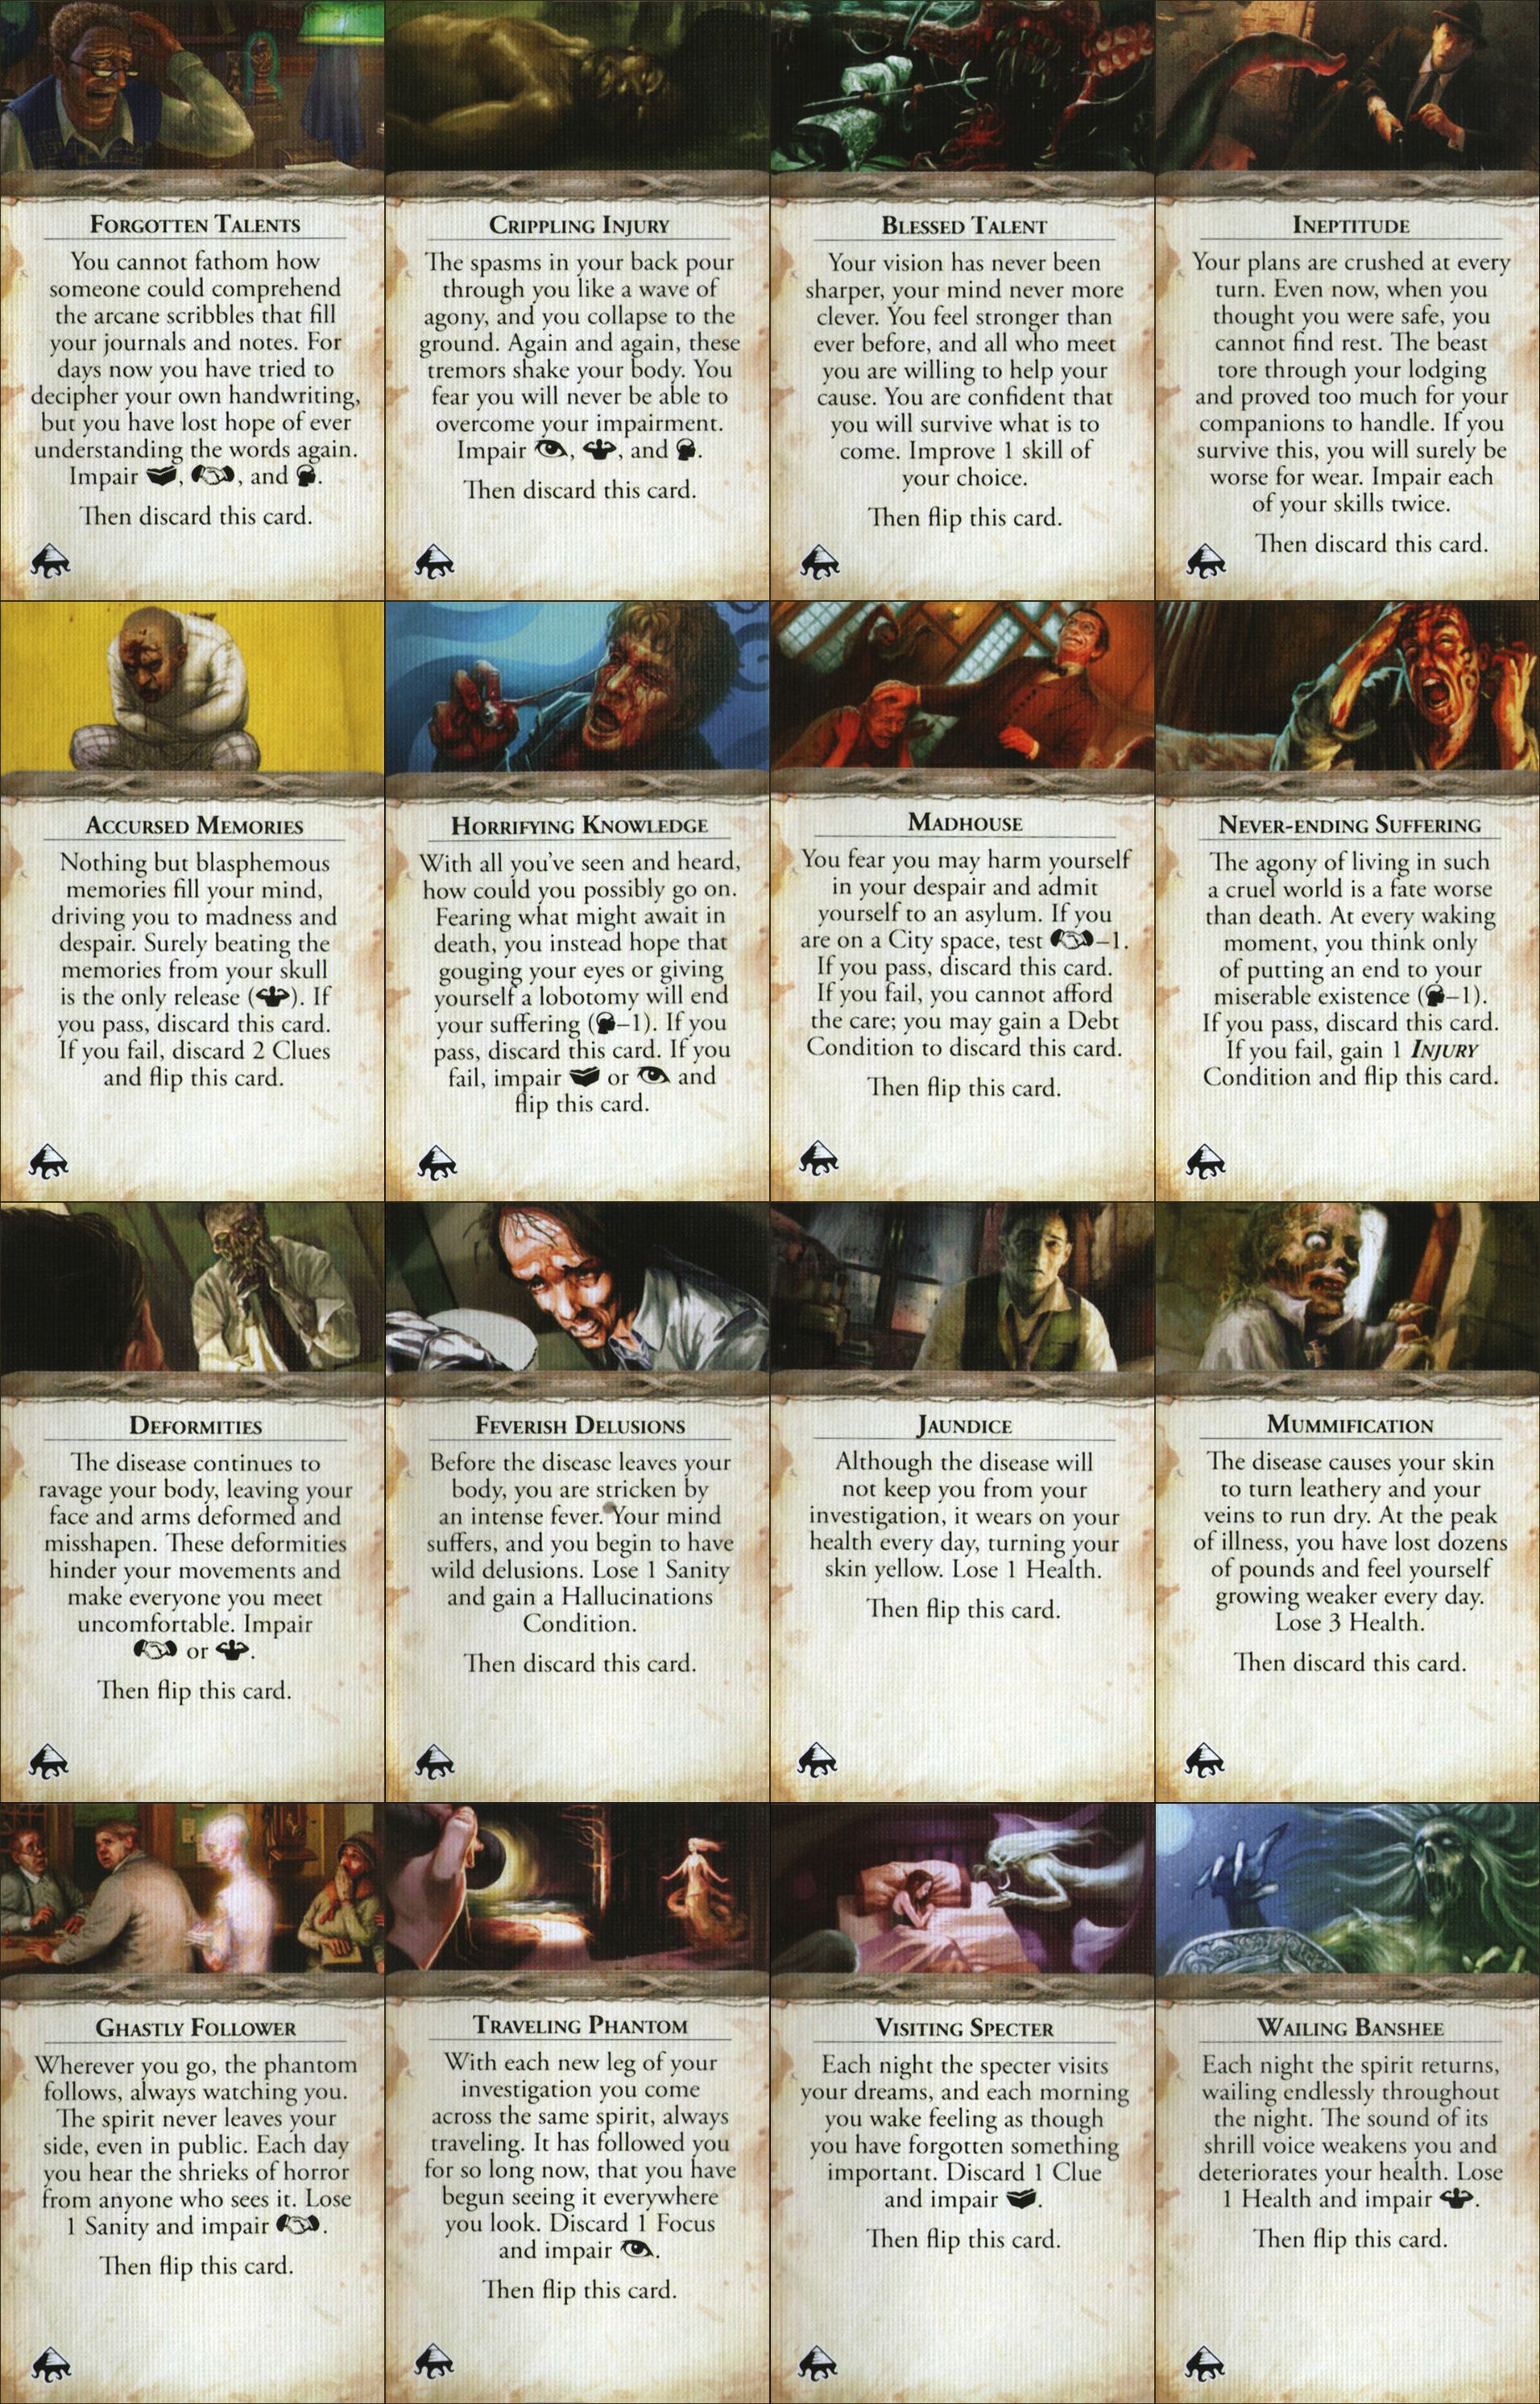 FORGOTTEN TALENTS
You cannot fathom how
someone could comprehend
the arcane scribbles that fill
your journals and notes. For
days now you have tried to
decipher your own handwriting,
but you have lost hope of ever
understanding the words again.
Impair , , and .
Then discard this card.
CRIPPLING INJURY
The spasms in your back pour
through you like a wave of
agony, and you collapse to the
ground. Again and again, these
tremors shake your body. You
fear you will never be able to
overcome your impairment.
Impair , , and .
Then discard this card.
BLESSED TALENT
Your vision has never been
sharper, your mind never more
clever. You feel stronger than
ever before, and all who meet
you are willing to help your
cause. You are confident that
you will survive what is to
come. Improve 1 skill of
your choice.
Then flip this card.
INEPTITUDE
Your plans are crushed at every
turn. Even now, when you
thought you were safe, you
cannot find rest. The beast
tore through your lodging
and proved too much for your
companions to handle. If you
survive this, you will surely be
worse for wear. Impair each
of your skills twice.
Then discard this card.
ACCURSED MEMORIES
Nothing but blasphemous
memories fill your mind,
driving you to madness and
despair. Surely beating the
memories from your skull
is the only release ( ). If
you pass, discard this card.
If you fail, discard 2 Clues
and flip this card.
HORRIFYING KNOWLEDGE
With all you've seen and heard,
how could you possibly go on.
Fearing what might await in
death, you instead hope that
gouging your eyes or giving
yourself a lobotomy will end
your suffering ( –1). If you
pass, discard this card. If you
fail, impair or and
flip this card.
MADHOUSE
You fear you may harm yourself
in your despair and admit
yourself to an asylum. If you
are on a City space, test –1.
If you pass, discard this card.
If you fail, you cannot afford
the care; you may gain a Debt
Condition to discard this card.
Then flip this card.
NEVER-ENDING SUFFERING
The agony of living in such
a cruel world is a fate worse
than death. At every waking
moment, you think only
of putting an end to your
miserable existence ( –1).
If you pass, discard this card.
If you fail, gain 1 INJURY
Condition and flip this card.
DEFORMITIES
The disease continues to
ravage your body, leaving your
face and arms deformed and
misshapen. These deformities
hinder your movements and
make everyone you meet
uncomfortable. Impair
or .
Then flip this card.
FEVERISH DELUSIONS
Before the disease leaves your
body, you are stricken by
an intense fever. Your mind
suffers, and you begin to have
wild delusions. Lose 1 Sanity
and gain a Hallucinations
Condition.
Then discard this card.
JAUNDICE
Although the disease will
not keep you from your
investigation, it wears on your
health every day, turning your
skin yellow. Lose 1 Health.
Then flip this card.
MUMMIFICATION
The disease causes your skin
to turn leathery and your
veins to run dry. At the peak
of illness, you have lost dozens
of pounds and feel yourself
growing weaker every day.
Lose 3 Health.
Then discard this card.
GHASTLY FOLLOWER
Wherever you go, the phantom
follows, always watching you.
The spirit never leaves your
side, even in public. Each day
you hear the shrieks of horror
from anyone who sees it. Lose
1 Sanity and impair .
Then flip this card.
TRAVELING PHANTOM
With each new leg of your
investigation you come
across the same spirit, always
traveling. It has followed you
for so long now, that you have
begun seeing it everywhere
you look. Discard 1 Focus
and impair .
Then flip this card.
VISITING SPECTER
Each night the specter visits
your dreams, and each morning
you wake feeling as though
you have forgotten something
important. Discard 1 Clue
and impair .
Then flip this card.
WAILING BANSHEE
Each night the spirit returns,
wailing endlessly throughout
the night. The sound of its
shrill voice weakens you and
deteriorates your health. Lose
1 Health and impair .
Then flip this card.